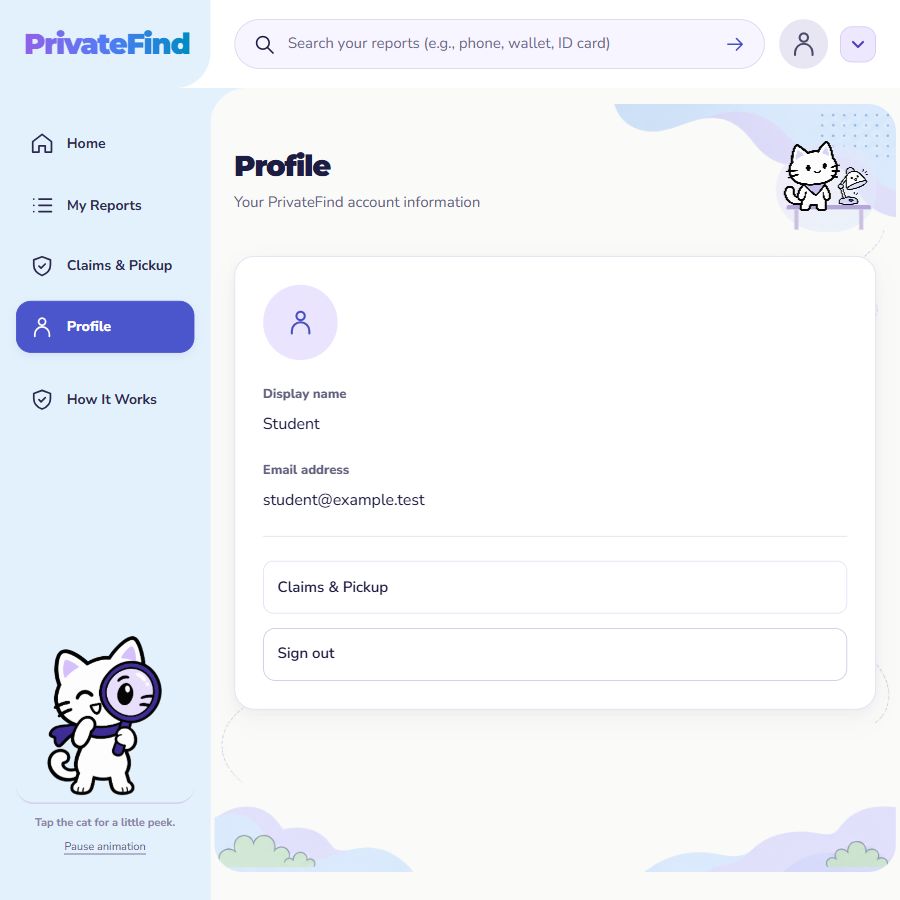 PrivateFind
Search your reports (e.g., phone, wallet, ID card)
Home
My Reports
Claims & Pickup
Profile
How It Works
Tap the cat for a little peek.
Pause animation
Profile
Your PrivateFind account information
Display name
Student
Email address
student@example.test
Claims & Pickup
Sign out